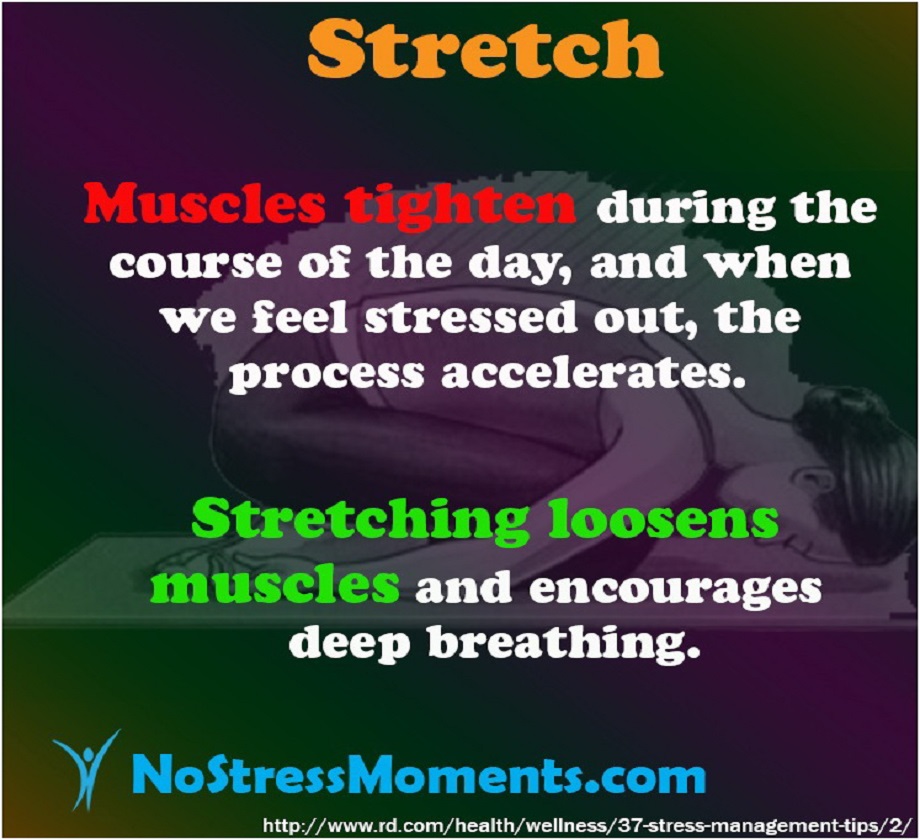 Stretch
Muscles tighten during the
course of the day, and when
we feel stressed out, the
process accelerates.
Stretching loosens
muscles and encourages
deep breathing.
NoStressMoments.com
http://www.rd.com/health/wellness/37-stress-management-tips/2/